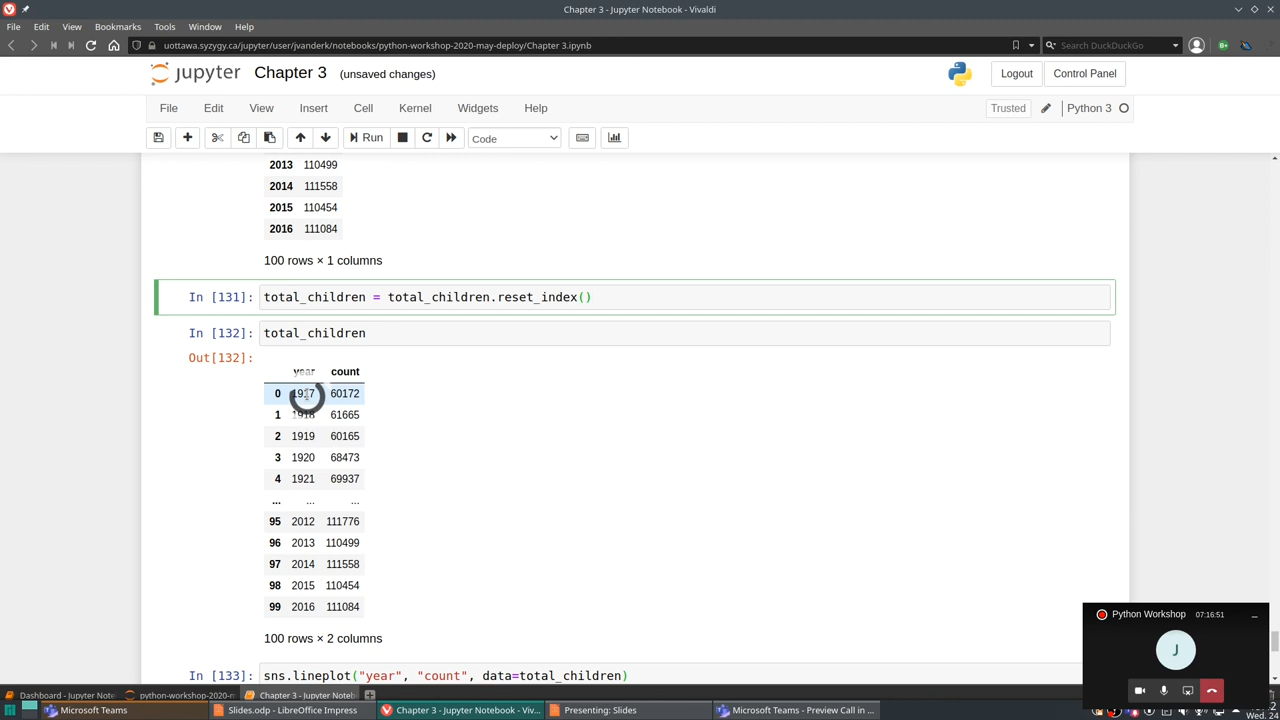 Chapter 3 - Jupyter Notebook - Vivaldi
File Edit View Bookmarks Tools Window Help
uottawa.syzygy.ca/jupyter/user/jvanderk/notebooks/python-workshop-2020-may-deploy/Chapter 3.ipynb
Search DuckDuckGo
jupyter Chapter 3 (unsaved changes)
Logout Control Panel
File Edit View Insert Cell Kernel Widgets Help
Trusted Python 3
Run Code
2013 110499
2014 111558
2015 110454
2016 111084
100 rows × 1 columns
In [131]: total_children = total_children.reset_index()
In [132]: total_children
Out[132]:
year count
0 1917 60172
1 1918 61665
2 1919 60165
3 1920 68473
4 1921 69937
... ... ...
95 2012 111776
96 2013 110499
97 2014 111558
98 2015 110454
99 2016 111084
100 rows × 2 columns
In [133]: sns.lineplot("year", "count", data=total_children)
Python Workshop 07:16:51
J
Dashboard - Jupyter Note python-workshop-2020-m Chapter 3 - Jupyter Noteb
Microsoft Teams Slides.odp - LibreOffice Impress Chapter 3 - Jupyter Notebook - Viv... Presenting: Slides Microsoft Teams - Preview Call in ...
Wed. 24